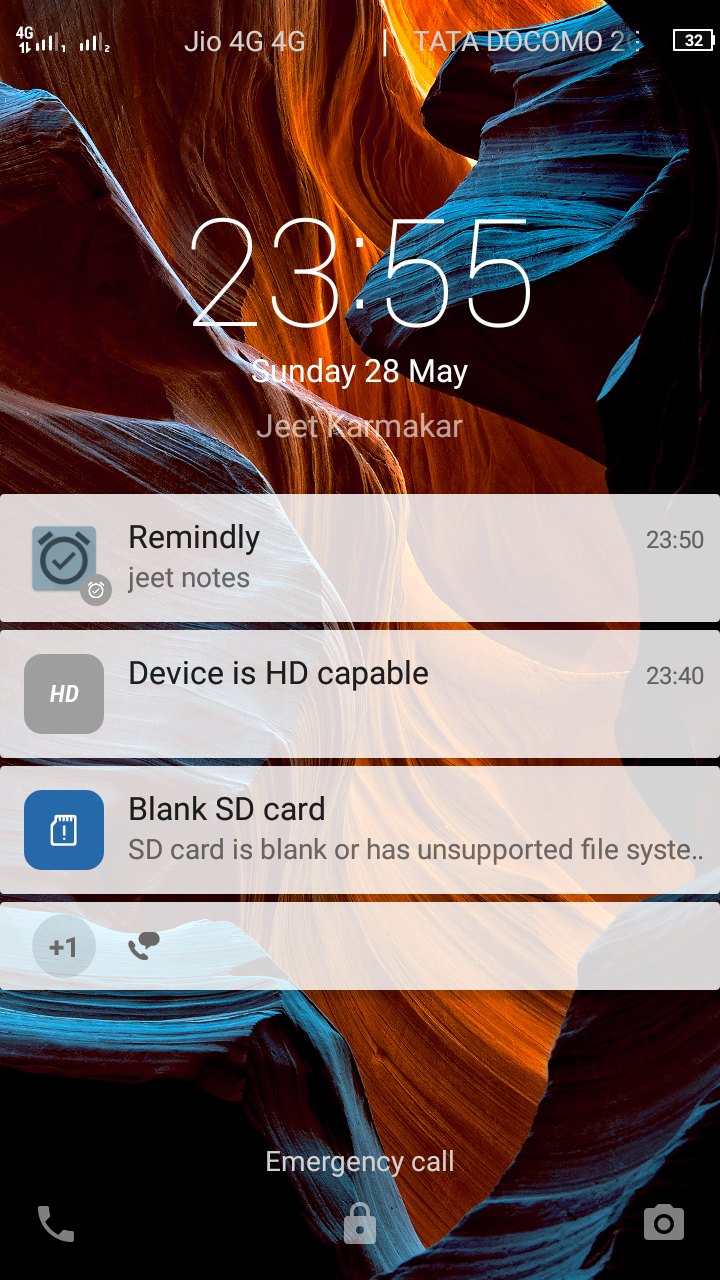 4G
1
2
Jio 4G 4G
|
TATA DOCOMO 2
32
23:55
Sunday 28 May
Jeet Karmakar
Remindly
23:50
jeet notes
HD
Device is HD capable
23:40
Blank SD card
SD card is blank or has unsupported file syste..
+1
Emergency call